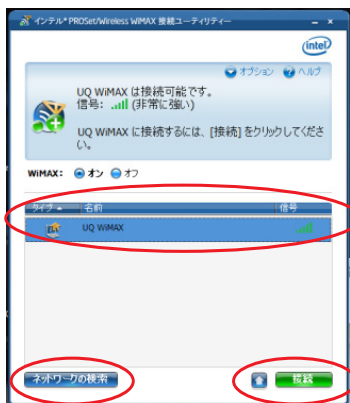 インテル® PROSet/Wireless WiMAX 接続ユーティリティー
intel
オプション ヘルプ
UQ WiMAX は接続可能です。
信号: (非常に強い)
UQ WiMAX に接続するには、[接続] をクリックしてくださ
い。
WiMAX: オン オフ
タイプ 名前 信号
UQ WiMAX
ネットワークの検索 接続